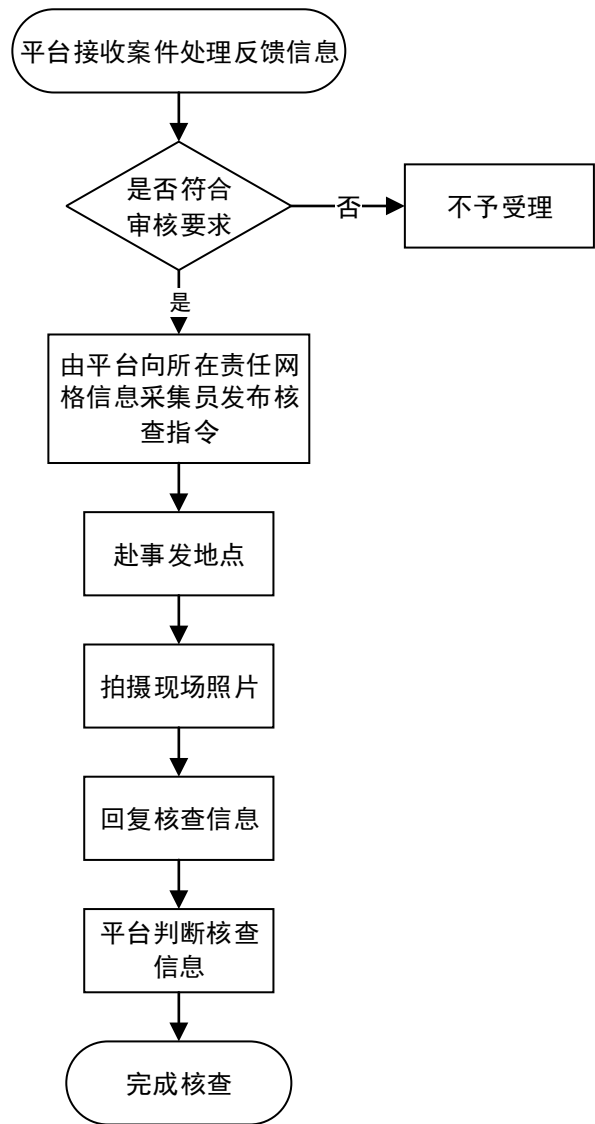 平台接收案件处理反馈信息
是否符合
审核要求
否
不予受理
是
由平台向所在责任网
格信息采集员发布核
查指令
赴事发地点
拍摄现场照片
回复核查信息
平台判断核查
信息
完成核查